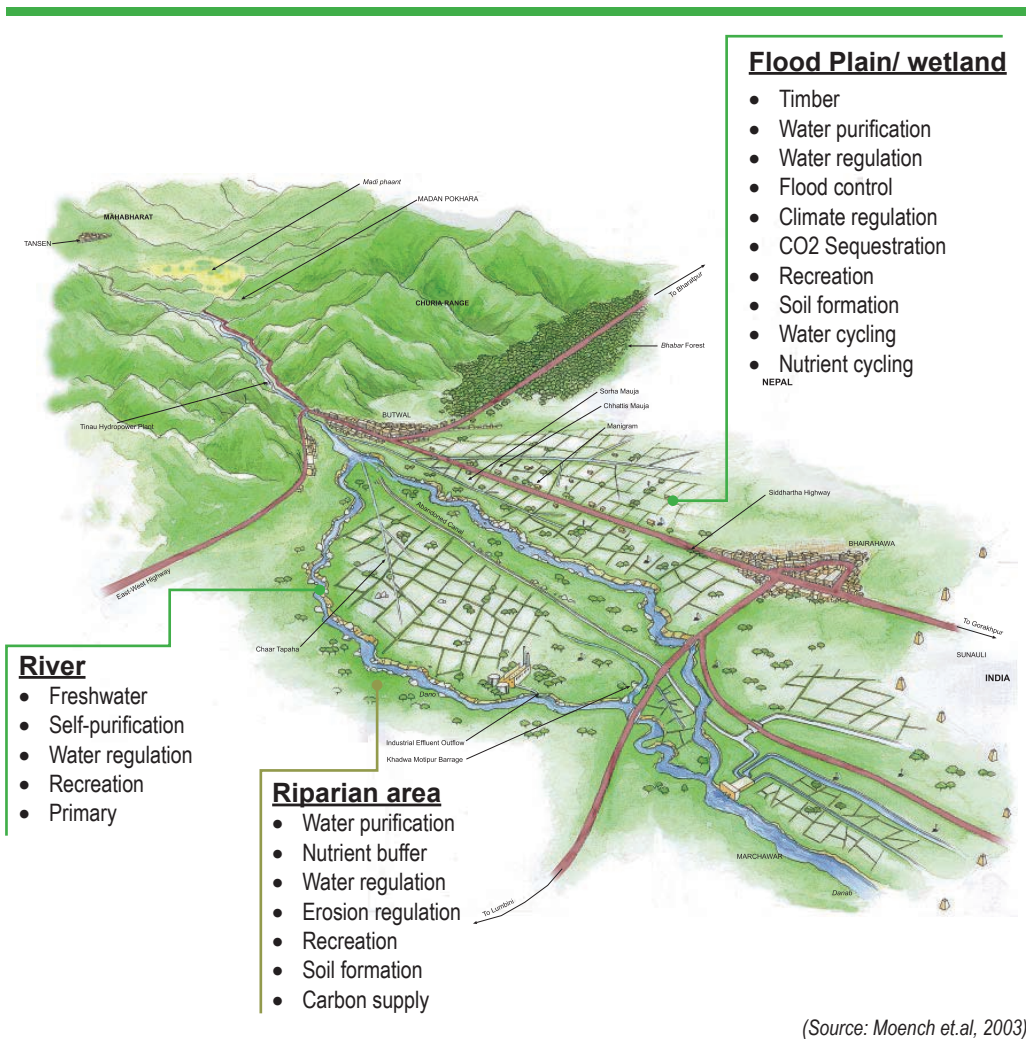 Flood Plain/ wetland
• Timber
• Water purification
• Water regulation
• Flood control
• Climate regulation
• CO2 Sequestration
• Recreation
• Soil formation
• Water cycling
• Nutrient cycling
NEPAL
Madi phaant
MADAN POKHARA
MAHABHARAT
TANSEN
CHURIA RANGE
To Bharatpur
Bhabar Forest
Sorha Mauja
Chhattis Mauja
Manigram
BUTWAL
Tinau Hydropower Plant
Siddhartha Highway
Abandoned Canal
BHAIRAHAWA
East-West Highway
To Gorakhpur
SUNAULI
INDIA
Chaar Tapaha
River
• Freshwater
• Self-purification
• Water regulation
• Recreation
• Primary
Dano
Industrial Effluent Outflow
Khadwa Motipur Barrage
Riparian area
• Water purification
• Nutrient buffer
• Water regulation
• Erosion regulation
• Recreation
• Soil formation
• Carbon supply
MARCHAWAR
Danab
To Lumbini
(Source: Moench et.al, 2003)